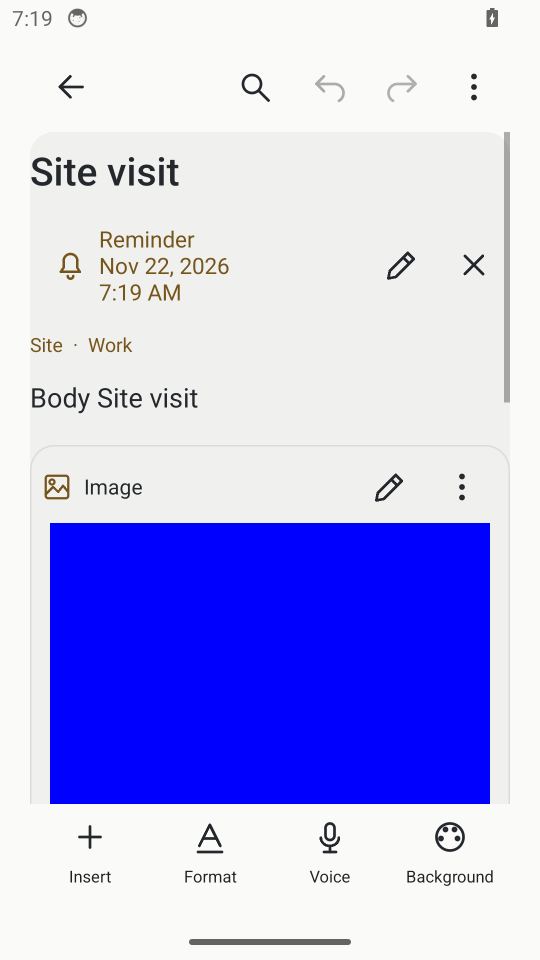 7:19
Site visit
Reminder
Nov 22, 2026
7:19 AM
Site · Work
Body Site visit
Image
Insert
Format
Voice
Background